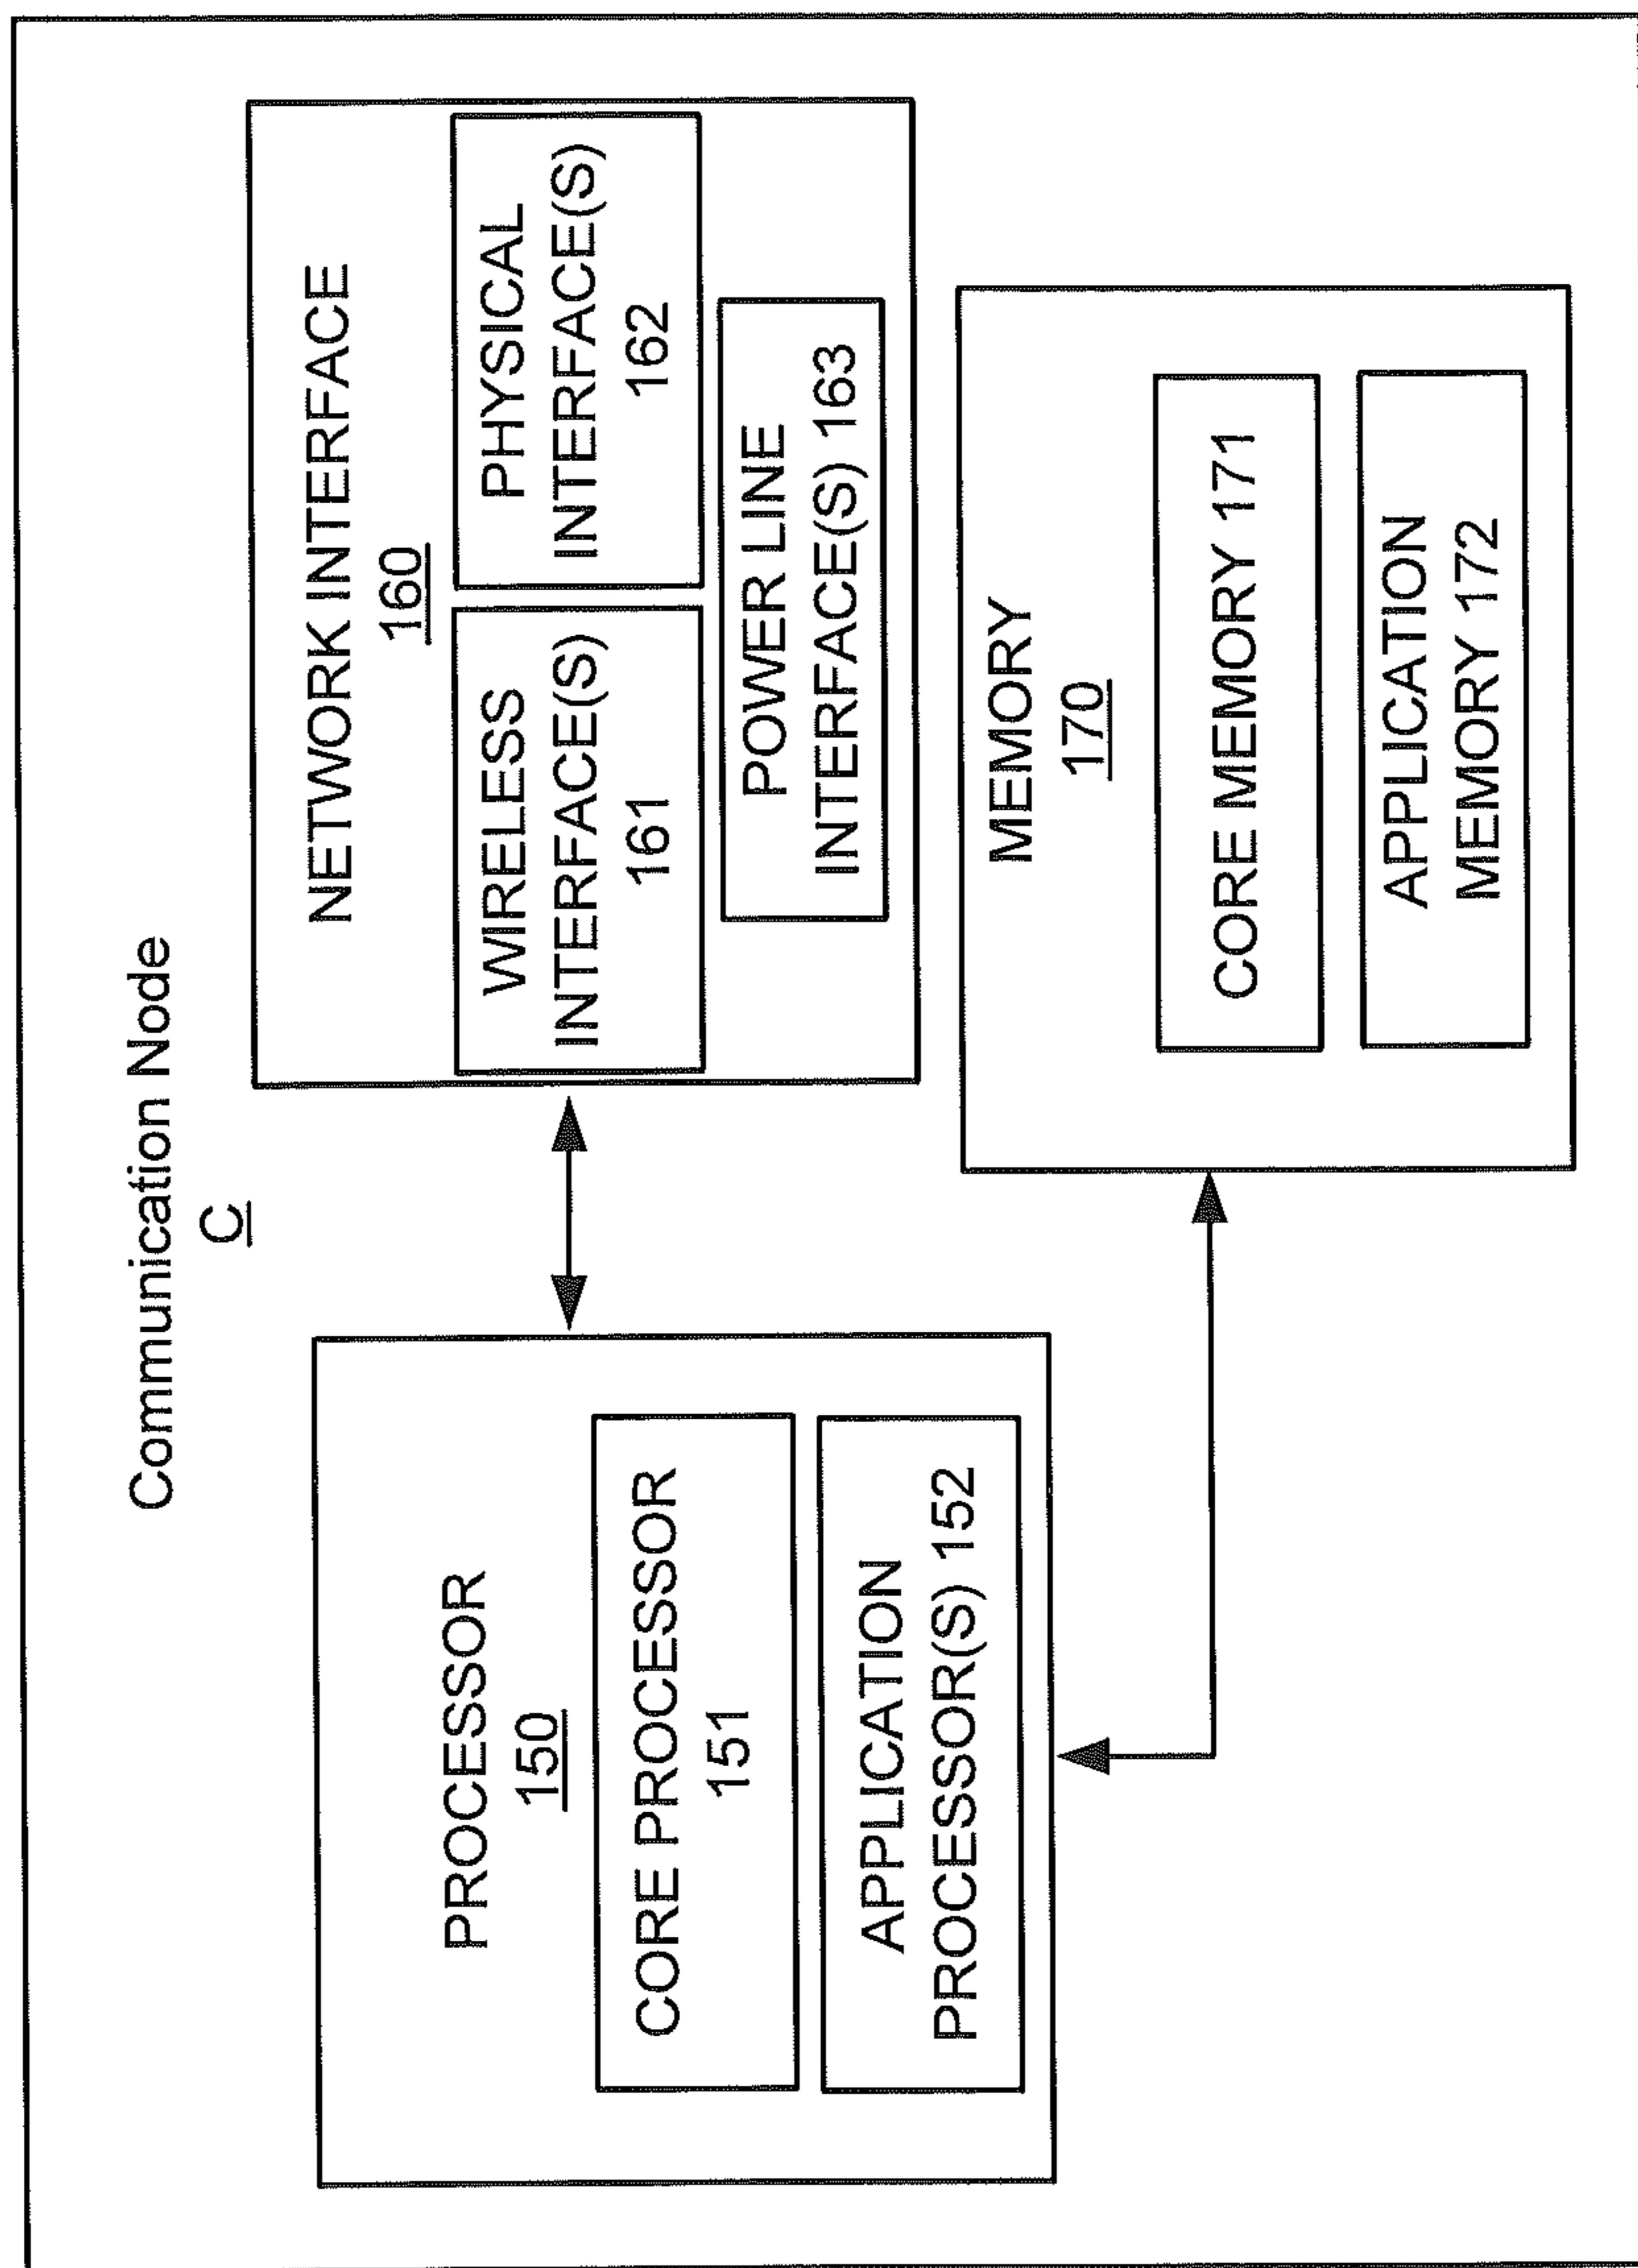 Communication Node
C
PROCESSOR
150
CORE PROCESSOR
151
APPLICATION
PROCESSOR(S) 152
NETWORK INTERFACE
160
WIRELESS
INTERFACE(S)
161
PHYSICAL
INTERFACE(S)
162
POWER LINE
INTERFACE(S) 163
MEMORY
170
CORE MEMORY 171
APPLICATION
MEMORY 172